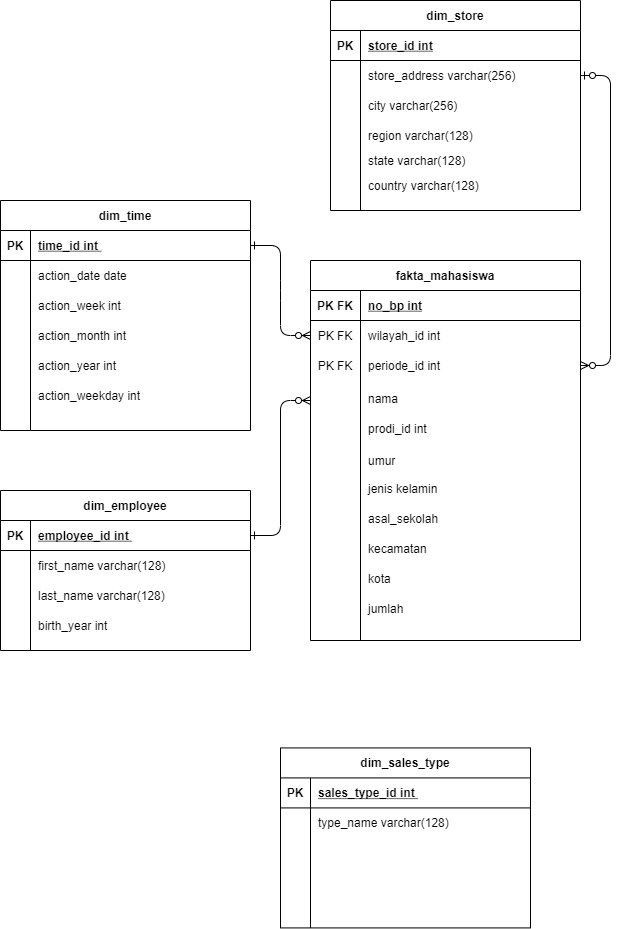 dim_store
PK store_id int
store_address varchar(256)
city varchar(256)
region varchar(128)
state varchar(128)
country varchar(128)
dim_time
PK time_id int
action_date date
action_week int
action_month int
action_year int
action_weekday int
fakta_mahasiswa
PK FK no_bp int
PK FK wilayah_id int
PK FK periode_id int
nama
prodi_id int
umur
jenis kelamin
asal_sekolah
kecamatan
kota
jumlah
dim_employee
PK employee_id int
first_name varchar(128)
last_name varchar(128)
birth_year int
dim_sales_type
PK sales_type_id int
type_name varchar(128)